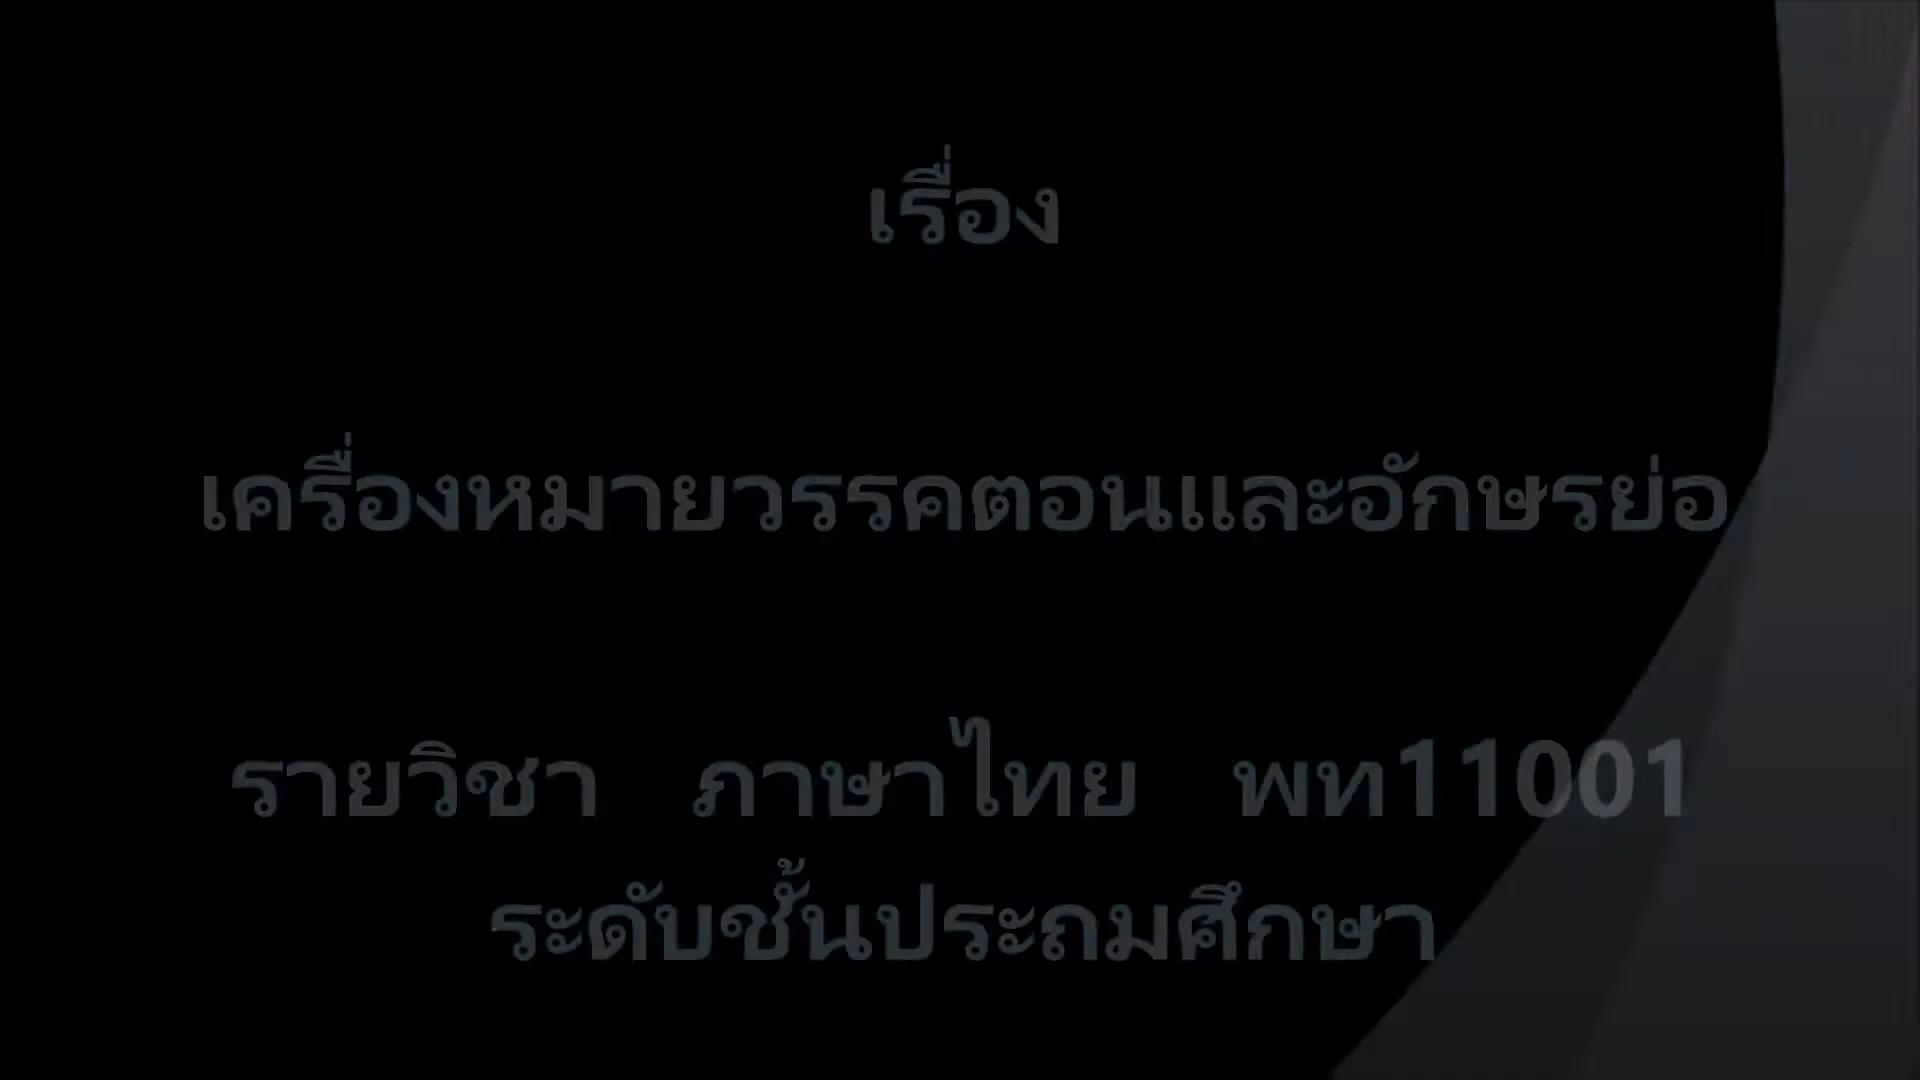 เรื่อง
เครื่องหมายวรรคตอนและอักษรย่อ
รายวิชา ภาษาไทย พท11001
ระดับชั้นประถมศึกษา